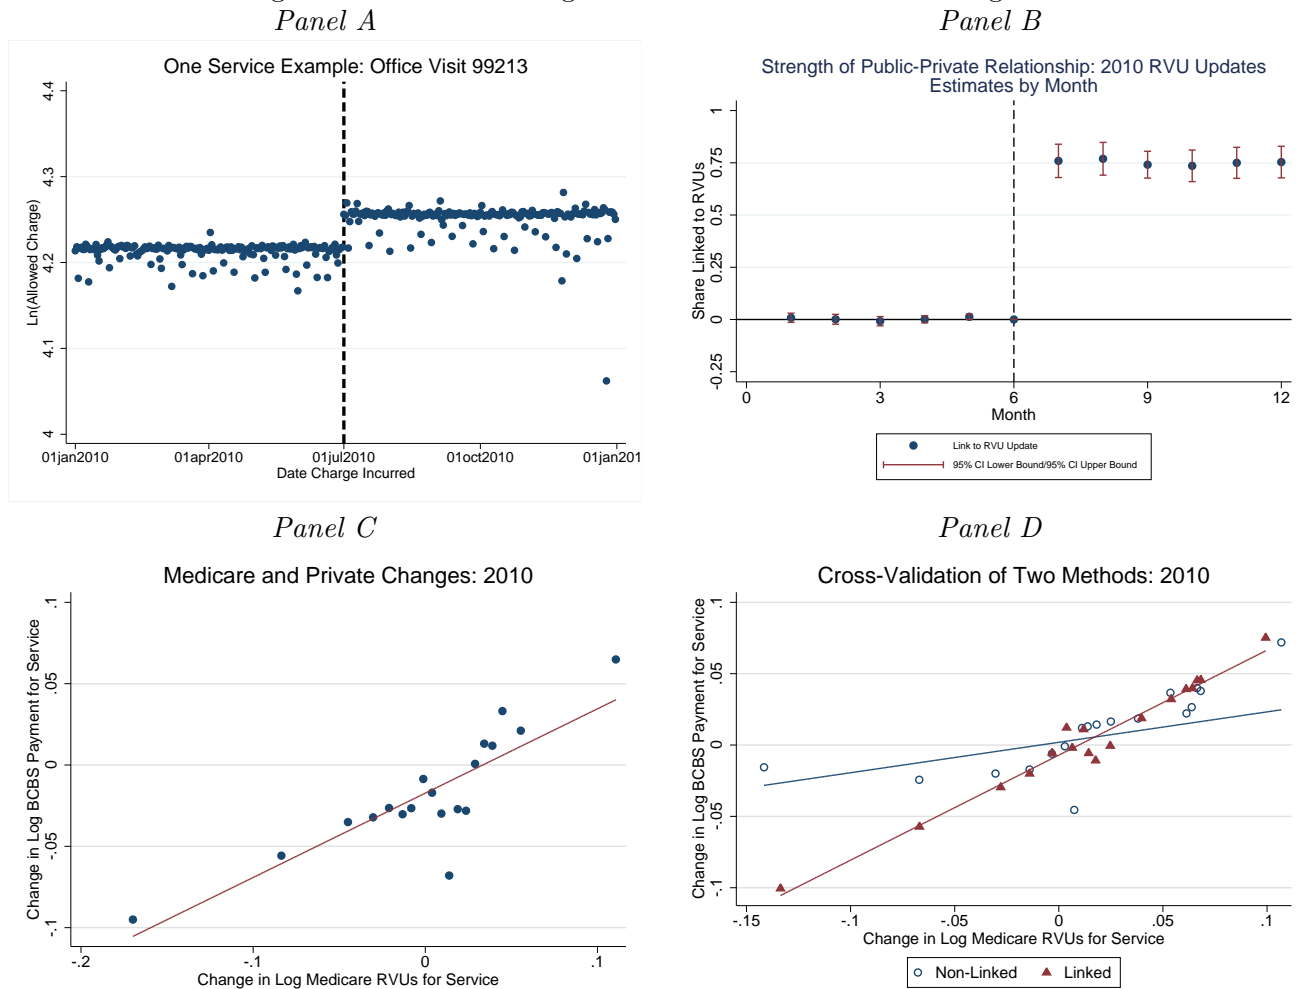 Panel A
One Service Example: Office Visit 99213
Ln(Allowed Charge)
4.4
4.3
4.2
4.1
4
01jan2010
01apr2010
01jul2010
01oct2010
01jan201
Date Charge Incurred
Panel B
Strength of Public-Private Relationship: 2010 RVU Updates
Estimates by Month
Share Linked to RVUs
1
0.75
0.5
0.25
0
-0.25
0
3
6
9
12
Month
Link to RVU Update
95% CI Lower Bound/95% CI Upper Bound
Panel C
Medicare and Private Changes: 2010
Change in Log BCBS Payment for Service
.1
.05
0
-.05
-.1
-.2
-.1
0
.1
Change in Log Medicare RVUs for Service
Panel D
Cross-Validation of Two Methods: 2010
Change in Log BCBS Payment for Service
.1
.05
0
-.05
-.1
-.15
-.1
-.05
0
.05
.1
Change in Log Medicare RVUs for Service
Non-Linked
Linked